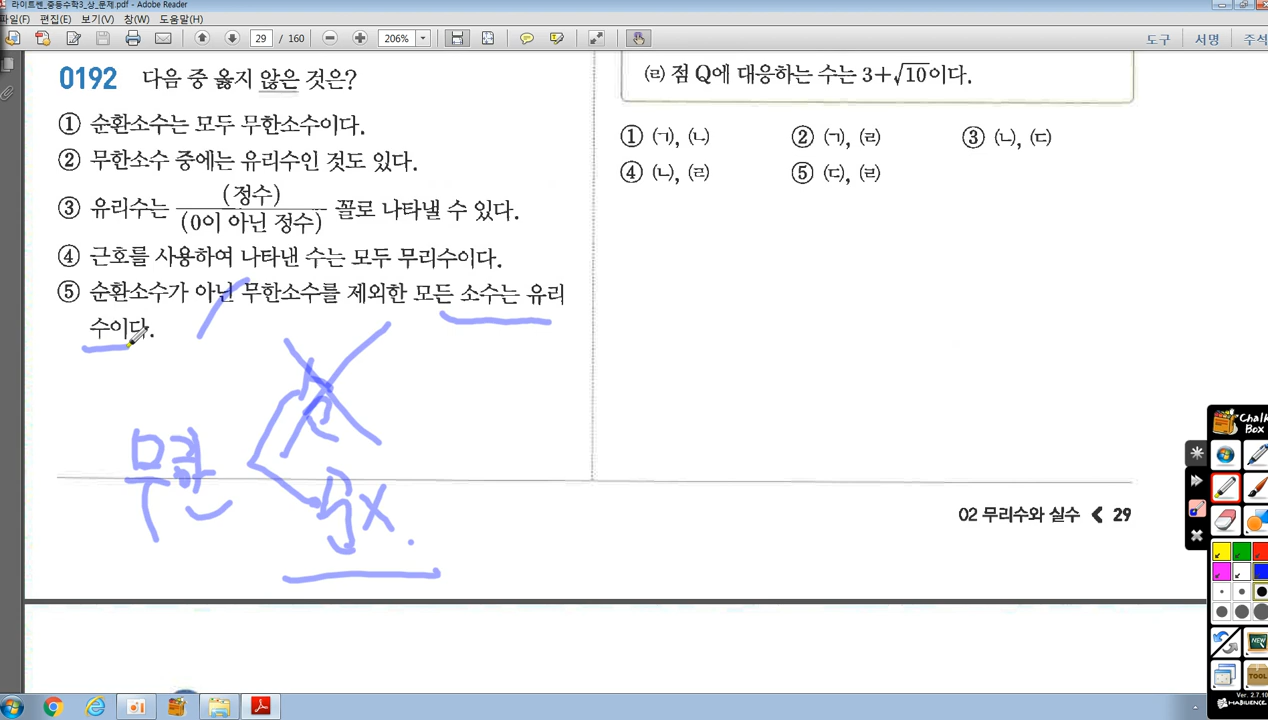 라이트쎈_중등수학3_상_문제.pdf - Adobe Reader
파일(F) 편집(E) 보기(V) 창(W) 도움말(H)
29 / 160 206% 도구 서명 주석
0192 다음 중 옳지 않은 것은?
① 순환소수는 모두 무한소수이다.
② 무한소수 중에는 유리수인 것도 있다.
③ 유리수는 (정수) / (0이 아닌 정수) 꼴로 나타낼 수 있다.
④ 근호를 사용하여 나타낸 수는 모두 무리수이다.
⑤ 순환소수가 아닌 무한소수를 제외한 모든 소수는 유리
수이다.
무한
㈃ 점 Q에 대응하는 수는 3+√10이다.
① ㈀, ㈁ ② ㈀, ㈃ ③ ㈁, ㈂
④ ㈁, ㈃ ⑤ ㈂, ㈃
02 무리수와 실수 29
Chalk
Box
NEW
TOOL
Ver. 2.7.10